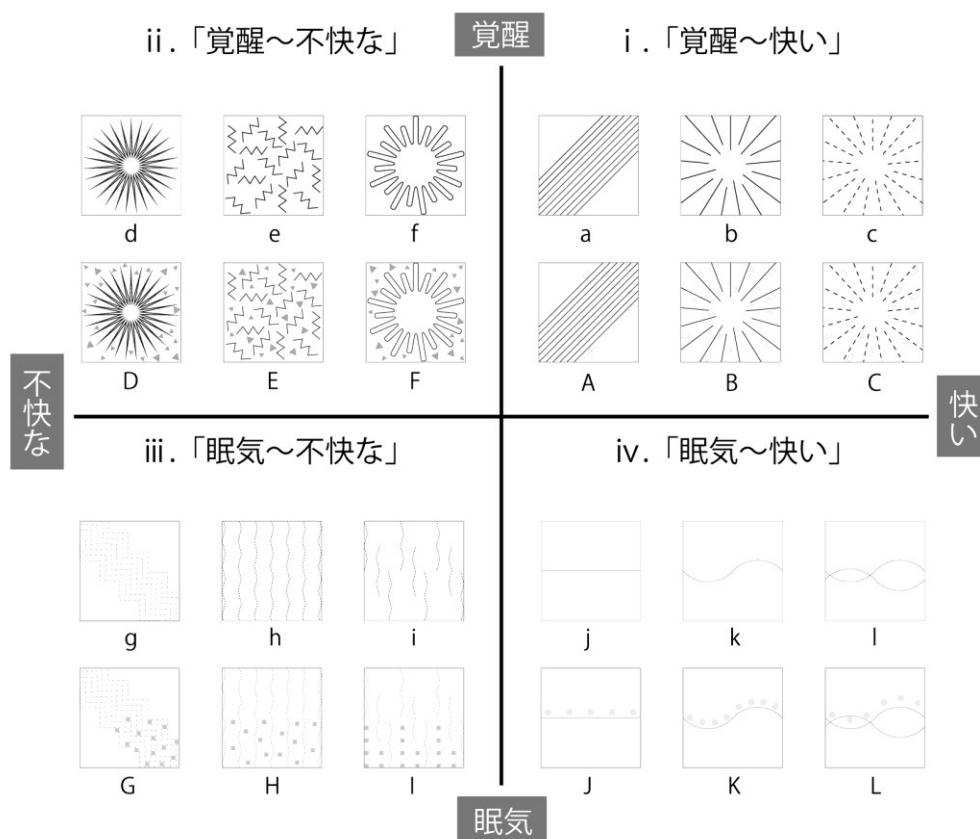 覚醒
ii.「覚醒～不快な」
i.「覚醒～快い」
d e f
a b c
D E F
A B C
不快な
快い
iii.「眠気～不快な」
iv.「眠気～快い」
g h i
j k l
G H I
J K L
眠気